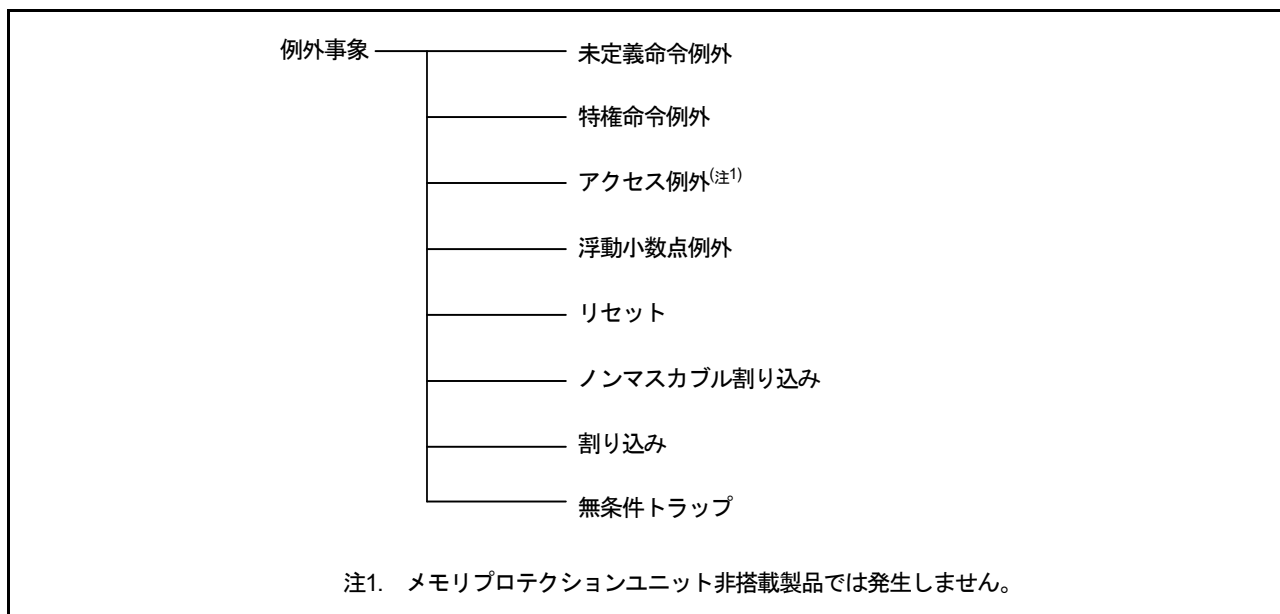 例外事象
未定義命令例外
特権命令例外
アクセス例外(注1)
浮動小数点例外
リセット
ノンマスカブル割り込み
割り込み
無条件トラップ
注1. メモリプロテクションユニット非搭載製品では発生しません。